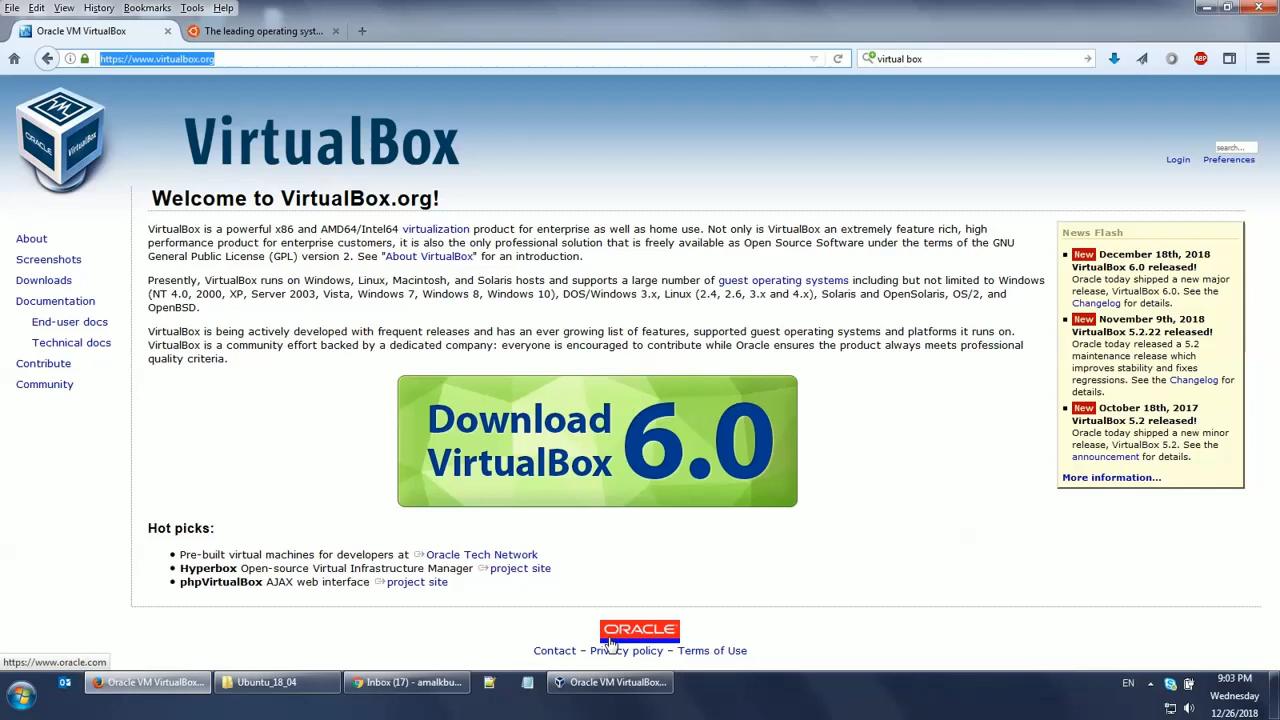 File Edit View History Bookmarks Tools Help
Oracle VM VirtualBox
The leading operating syst...
https://www.virtualbox.org
virtual box
ABP
ORACLE
VirtualBox
VirtualBox
search...
Login Preferences
Welcome to VirtualBox.org!
About
Screenshots
Downloads
Documentation
End-user docs
Technical docs
Contribute
Community
VirtualBox is a powerful x86 and AMD64/Intel64 virtualization product for enterprise as well as home use. Not only is VirtualBox an extremely feature rich, high
performance product for enterprise customers, it is also the only professional solution that is freely available as Open Source Software under the terms of the GNU
General Public License (GPL) version 2. See "About VirtualBox" for an introduction.
Presently, VirtualBox runs on Windows, Linux, Macintosh, and Solaris hosts and supports a large number of guest operating systems including but not limited to Windows
(NT 4.0, 2000, XP, Server 2003, Vista, Windows 7, Windows 8, Windows 10), DOS/Windows 3.x, Linux (2.4, 2.6, 3.x and 4.x), Solaris and OpenSolaris, OS/2, and
OpenBSD.
VirtualBox is being actively developed with frequent releases and has an ever growing list of features, supported guest operating systems and platforms it runs on.
VirtualBox is a community effort backed by a dedicated company: everyone is encouraged to contribute while Oracle ensures the product always meets professional
quality criteria.
Download
VirtualBox
6.0
Hot picks:
Pre-built virtual machines for developers at Oracle Tech Network
Hyperbox Open-source Virtual Infrastructure Manager project site
phpVirtualBox AJAX web interface project site
News Flash
New December 18th, 2018
VirtualBox 6.0 released!
Oracle today shipped a new major
release, VirtualBox 6.0. See the
Changelog for details.
New November 9th, 2018
VirtualBox 5.2.22 released!
Oracle today released a 5.2
maintenance release which
improves stability and fixes
regressions. See the Changelog for
details.
New October 18th, 2017
VirtualBox 5.2 released!
Oracle today shipped a new minor
release, VirtualBox 5.2. See the
announcement for details.
More information...
ORACLE
Contact – Privacy policy – Terms of Use
https://www.oracle.com
Oracle VM VirtualBox...
Ubuntu_18_04
Inbox (17) - amalkbu...
Oracle VM VirtualBox...
EN
9:03 PM
Wednesday
12/26/2018